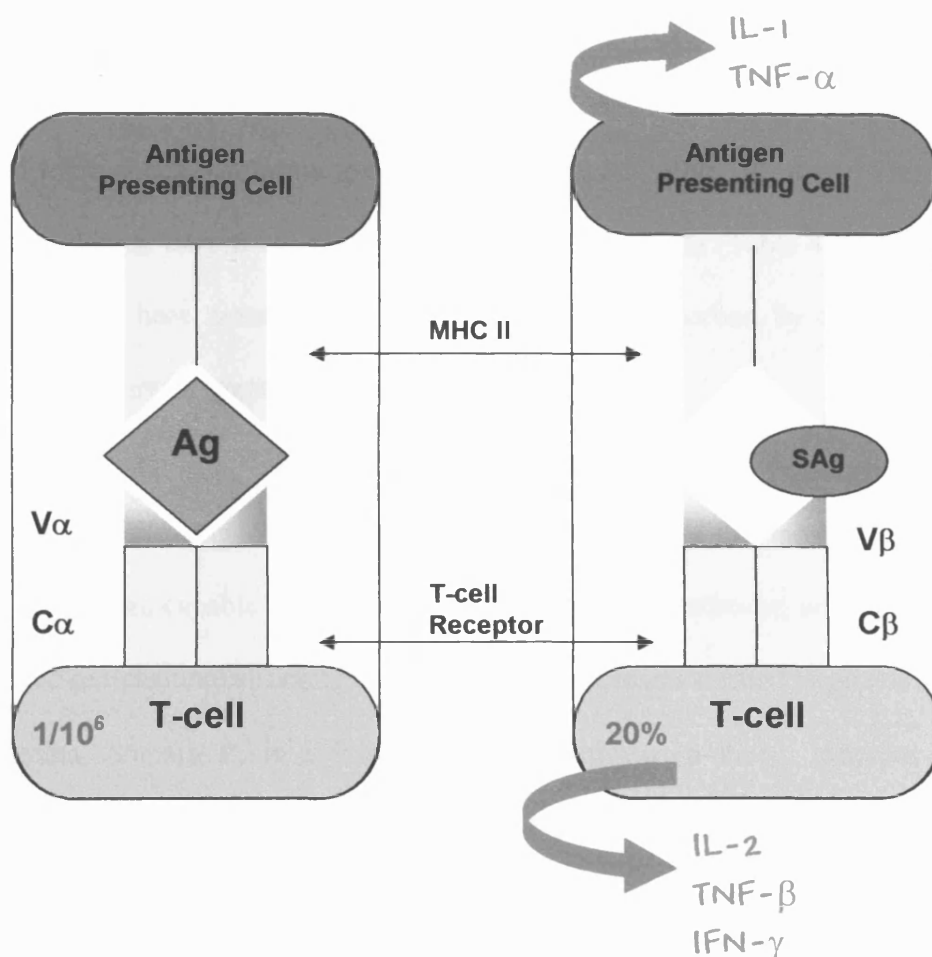 IL-1
TNF-α
Antigen
Presenting Cell
Antigen
Presenting Cell
MHC II
Ag
SAg
Vα
Vβ
T-cell
Receptor
Cα
Cβ
T-cell
1/10⁶
T-cell
20%
IL-2
TNF-β
IFN-γ